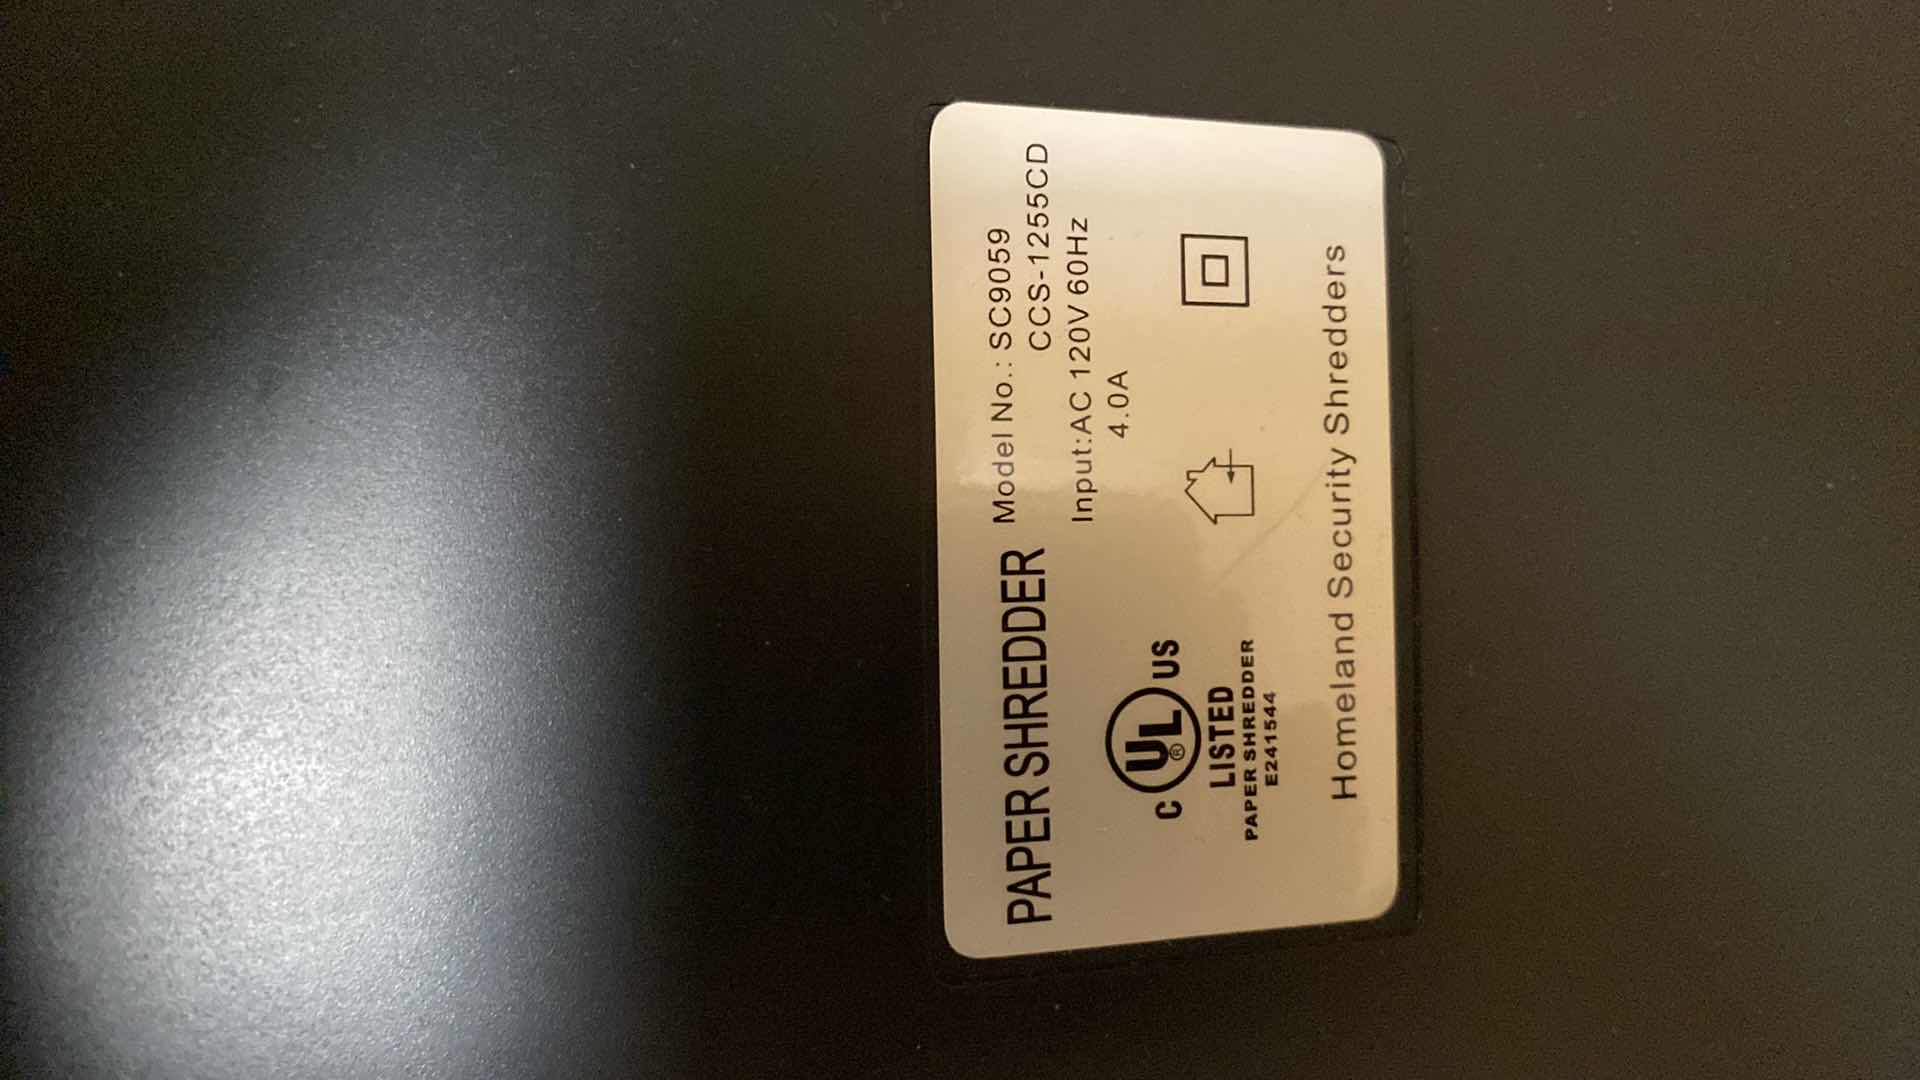 PAPER SHREDDER
Model No.: SC9059
CCS-1255CD
Input:AC 120V 60Hz
4.0A
C UL® US
LISTED
PAPER SHREDDER
E241544
Homeland Security Shredders